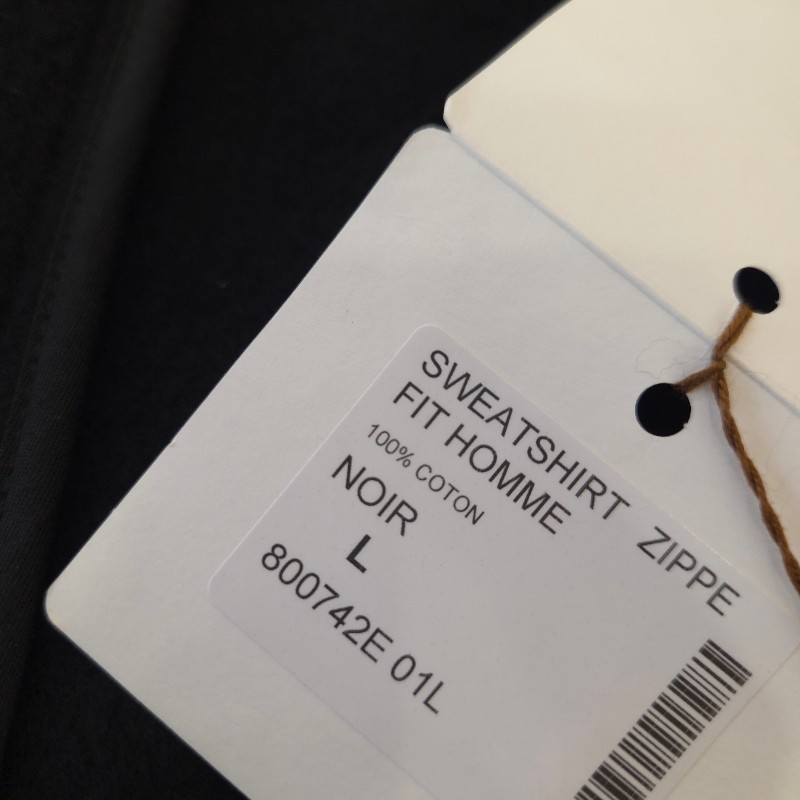 SWEATSHIRT ZIPPE
FIT HOMME
100% COTON
NOIR
L
800742E 01L